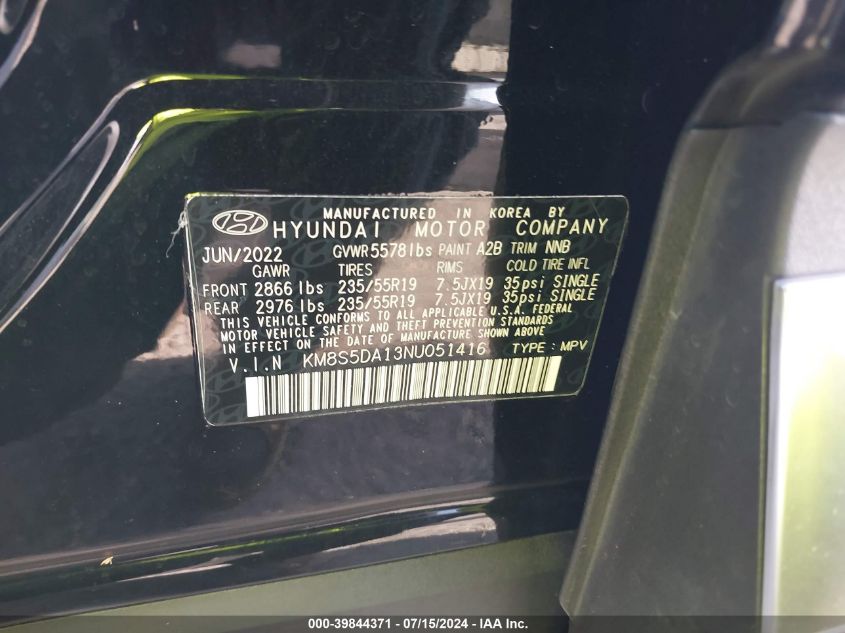 MANUFACTURED IN KOREA BY
HYUNDAI MOTOR COMPANY
JUN/2022 GVWR 5578 lbs PAINT A2B TRIM NNB
GAWR TIRES RIMS COLD TIRE INFL
FRONT 2866 lbs 235/55R19 7.5JX19 35psi SINGLE
REAR 2976 lbs 235/55R19 7.5JX19 35psi SINGLE
THIS VEHICLE CONFORMS TO ALL APPLICABLE U.S.A. FEDERAL
MOTOR VEHICLE SAFETY AND THEFT PREVENTION STANDARDS
IN EFFECT ON THE DATE OF MANUFACTURE SHOWN ABOVE
V.I.N KM8S5DA13NU051416 TYPE: MPV
000-39844371 - 07/15/2024 - IAA Inc.